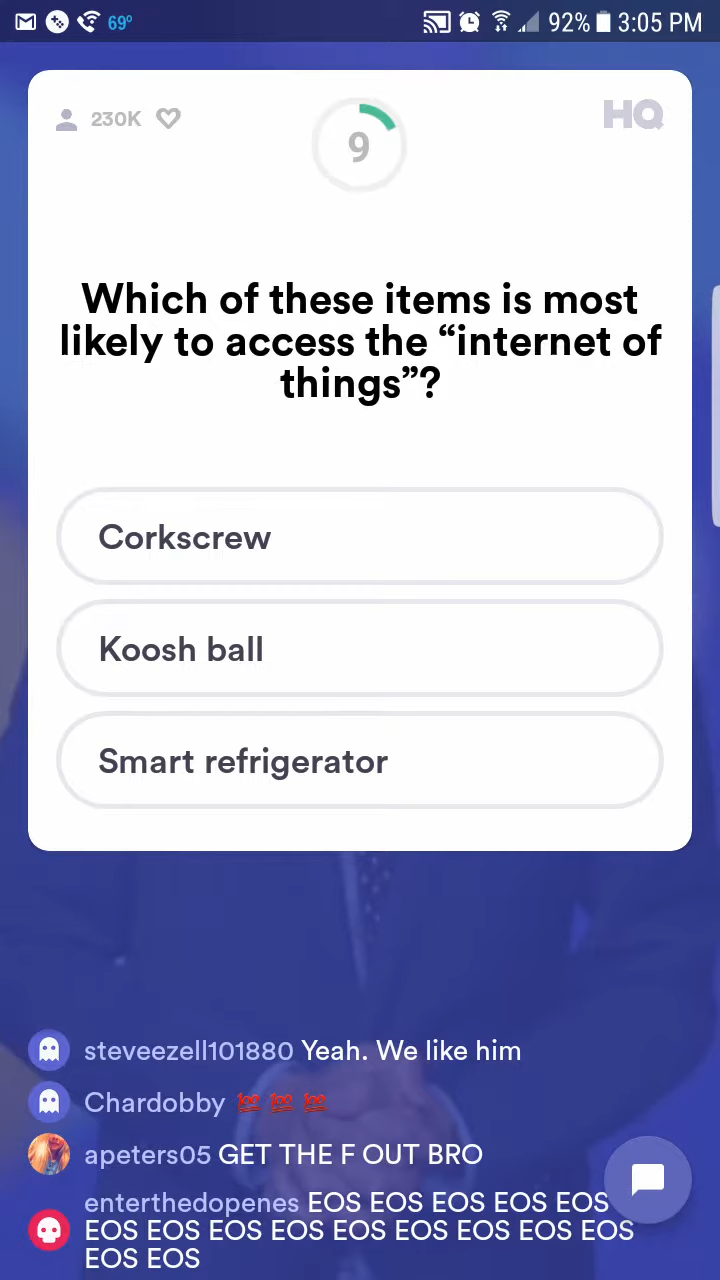 69°
92% 3:05 PM
230K
9
HQ
Which of these items is most
likely to access the “internet of
things”?
Corkscrew
Koosh ball
Smart refrigerator
steveezell101880 Yeah. We like him
Chardobby 💯 💯 💯
apeters05 GET THE F OUT BRO
enterthedopenes EOS EOS EOS EOS EOS
EOS EOS EOS EOS EOS EOS EOS EOS EOS
EOS EOS